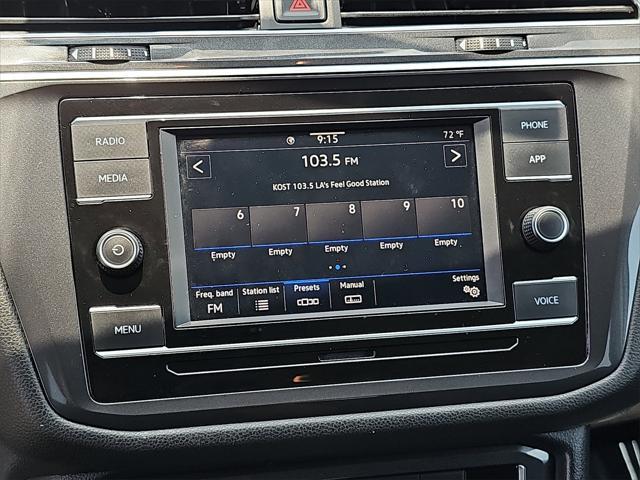 RADIO
MEDIA
MENU
9:15
72 °F
103.5 FM
<
>
KOST 103.5 LA's Feel Good Station
6 7 8 9 10
Empty Empty Empty Empty Empty
Freq. band Station list Presets Manual Settings
FM
PHONE
APP
VOICE